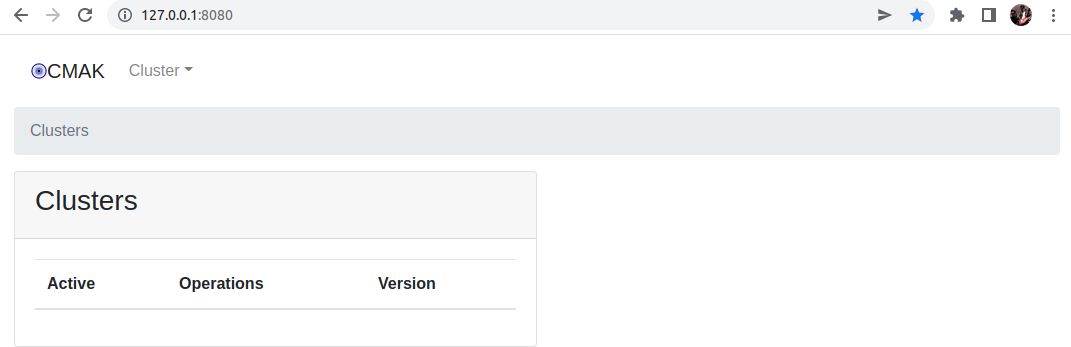 127.0.0.1:8080
CMAK Cluster
Clusters
Clusters
Active Operations Version